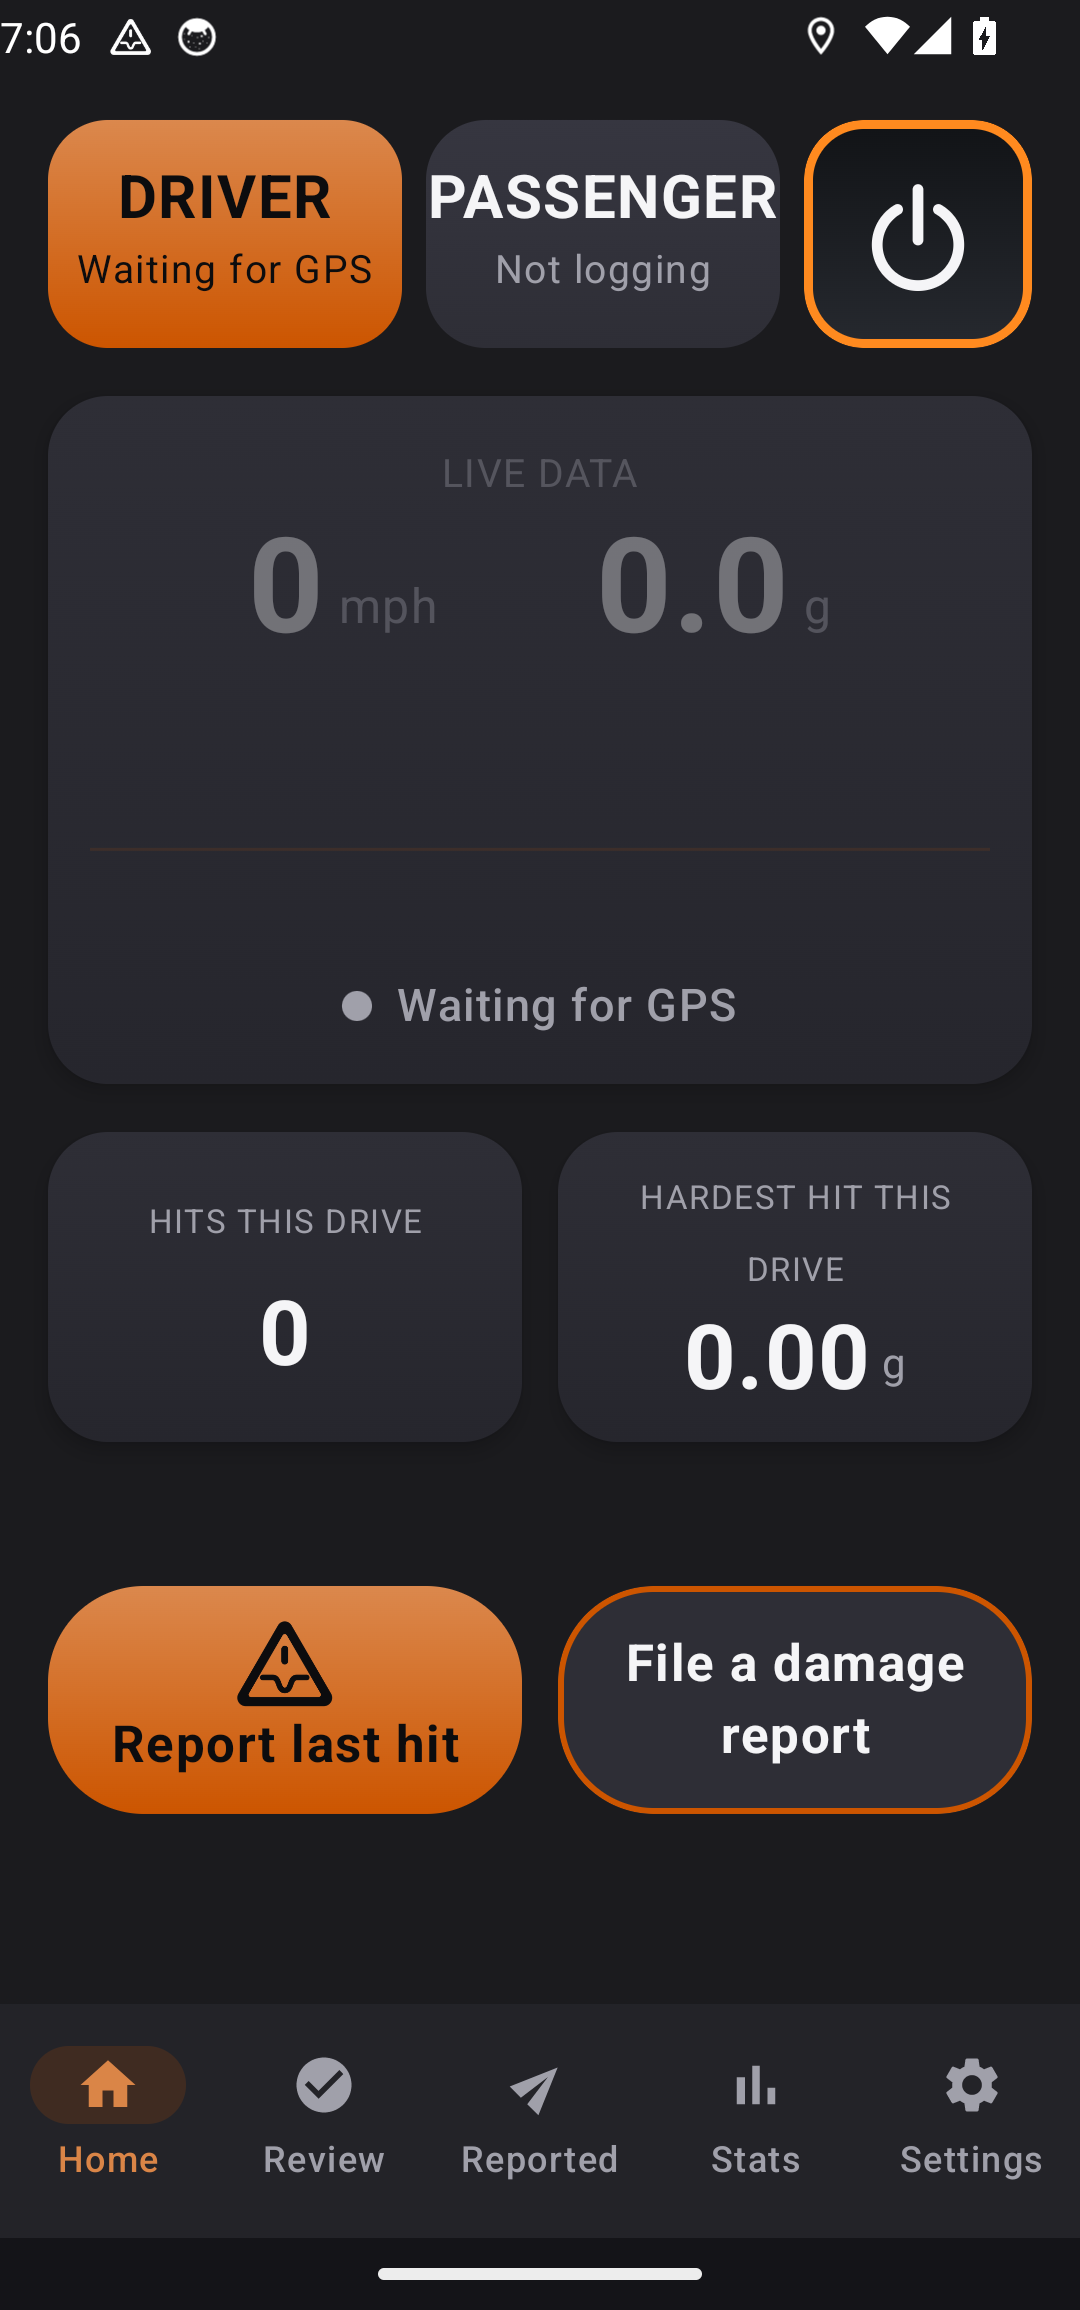 7:06
DRIVER
Waiting for GPS
PASSENGER
Not logging
LIVE DATA
0 mph
0.0 g
Waiting for GPS
HITS THIS DRIVE
0
HARDEST HIT THIS
DRIVE
0.00 g
Report last hit
File a damage
report
Home
Review
Reported
Stats
Settings